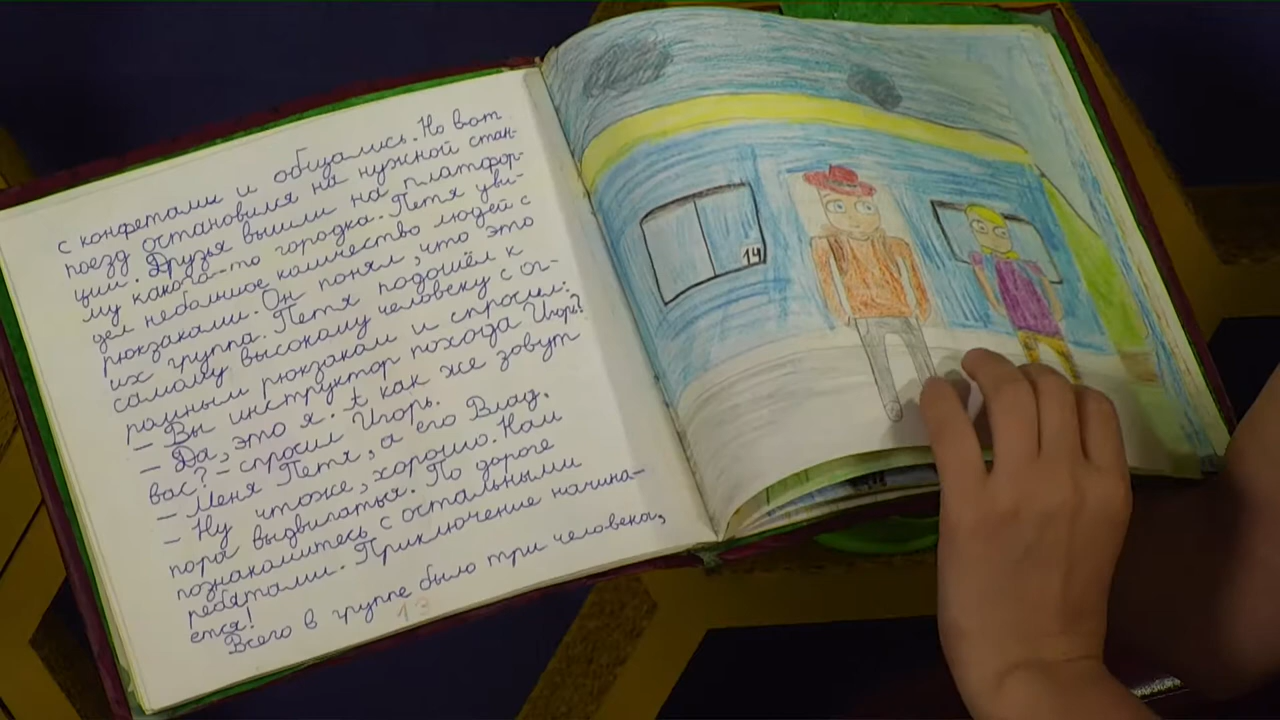 с конфетами и общались. Но вот
поезд остановился на нужной стан-
ции. Друзья вышли на платфор-
му какого-то городка. Петя уви-
дел небольшое количество людей с
рюкзаками. Он понял, что это
их группа. Петя подошёл к
самому высокому человеку с ог-
ромным рюкзаком и спросил:
– Вы инструктор похода Игорь?
– Да, это я. А как же зовут
вас? – спросил Игорь.
– Меня Петя, а его Влад.
– Ну чтоже, хорошо. Нам
пора выдвигаться. По дороге
познакомитесь с остальными
ребятами. Приключение начина-
ется!
Всего в группе было три человека,
13
14